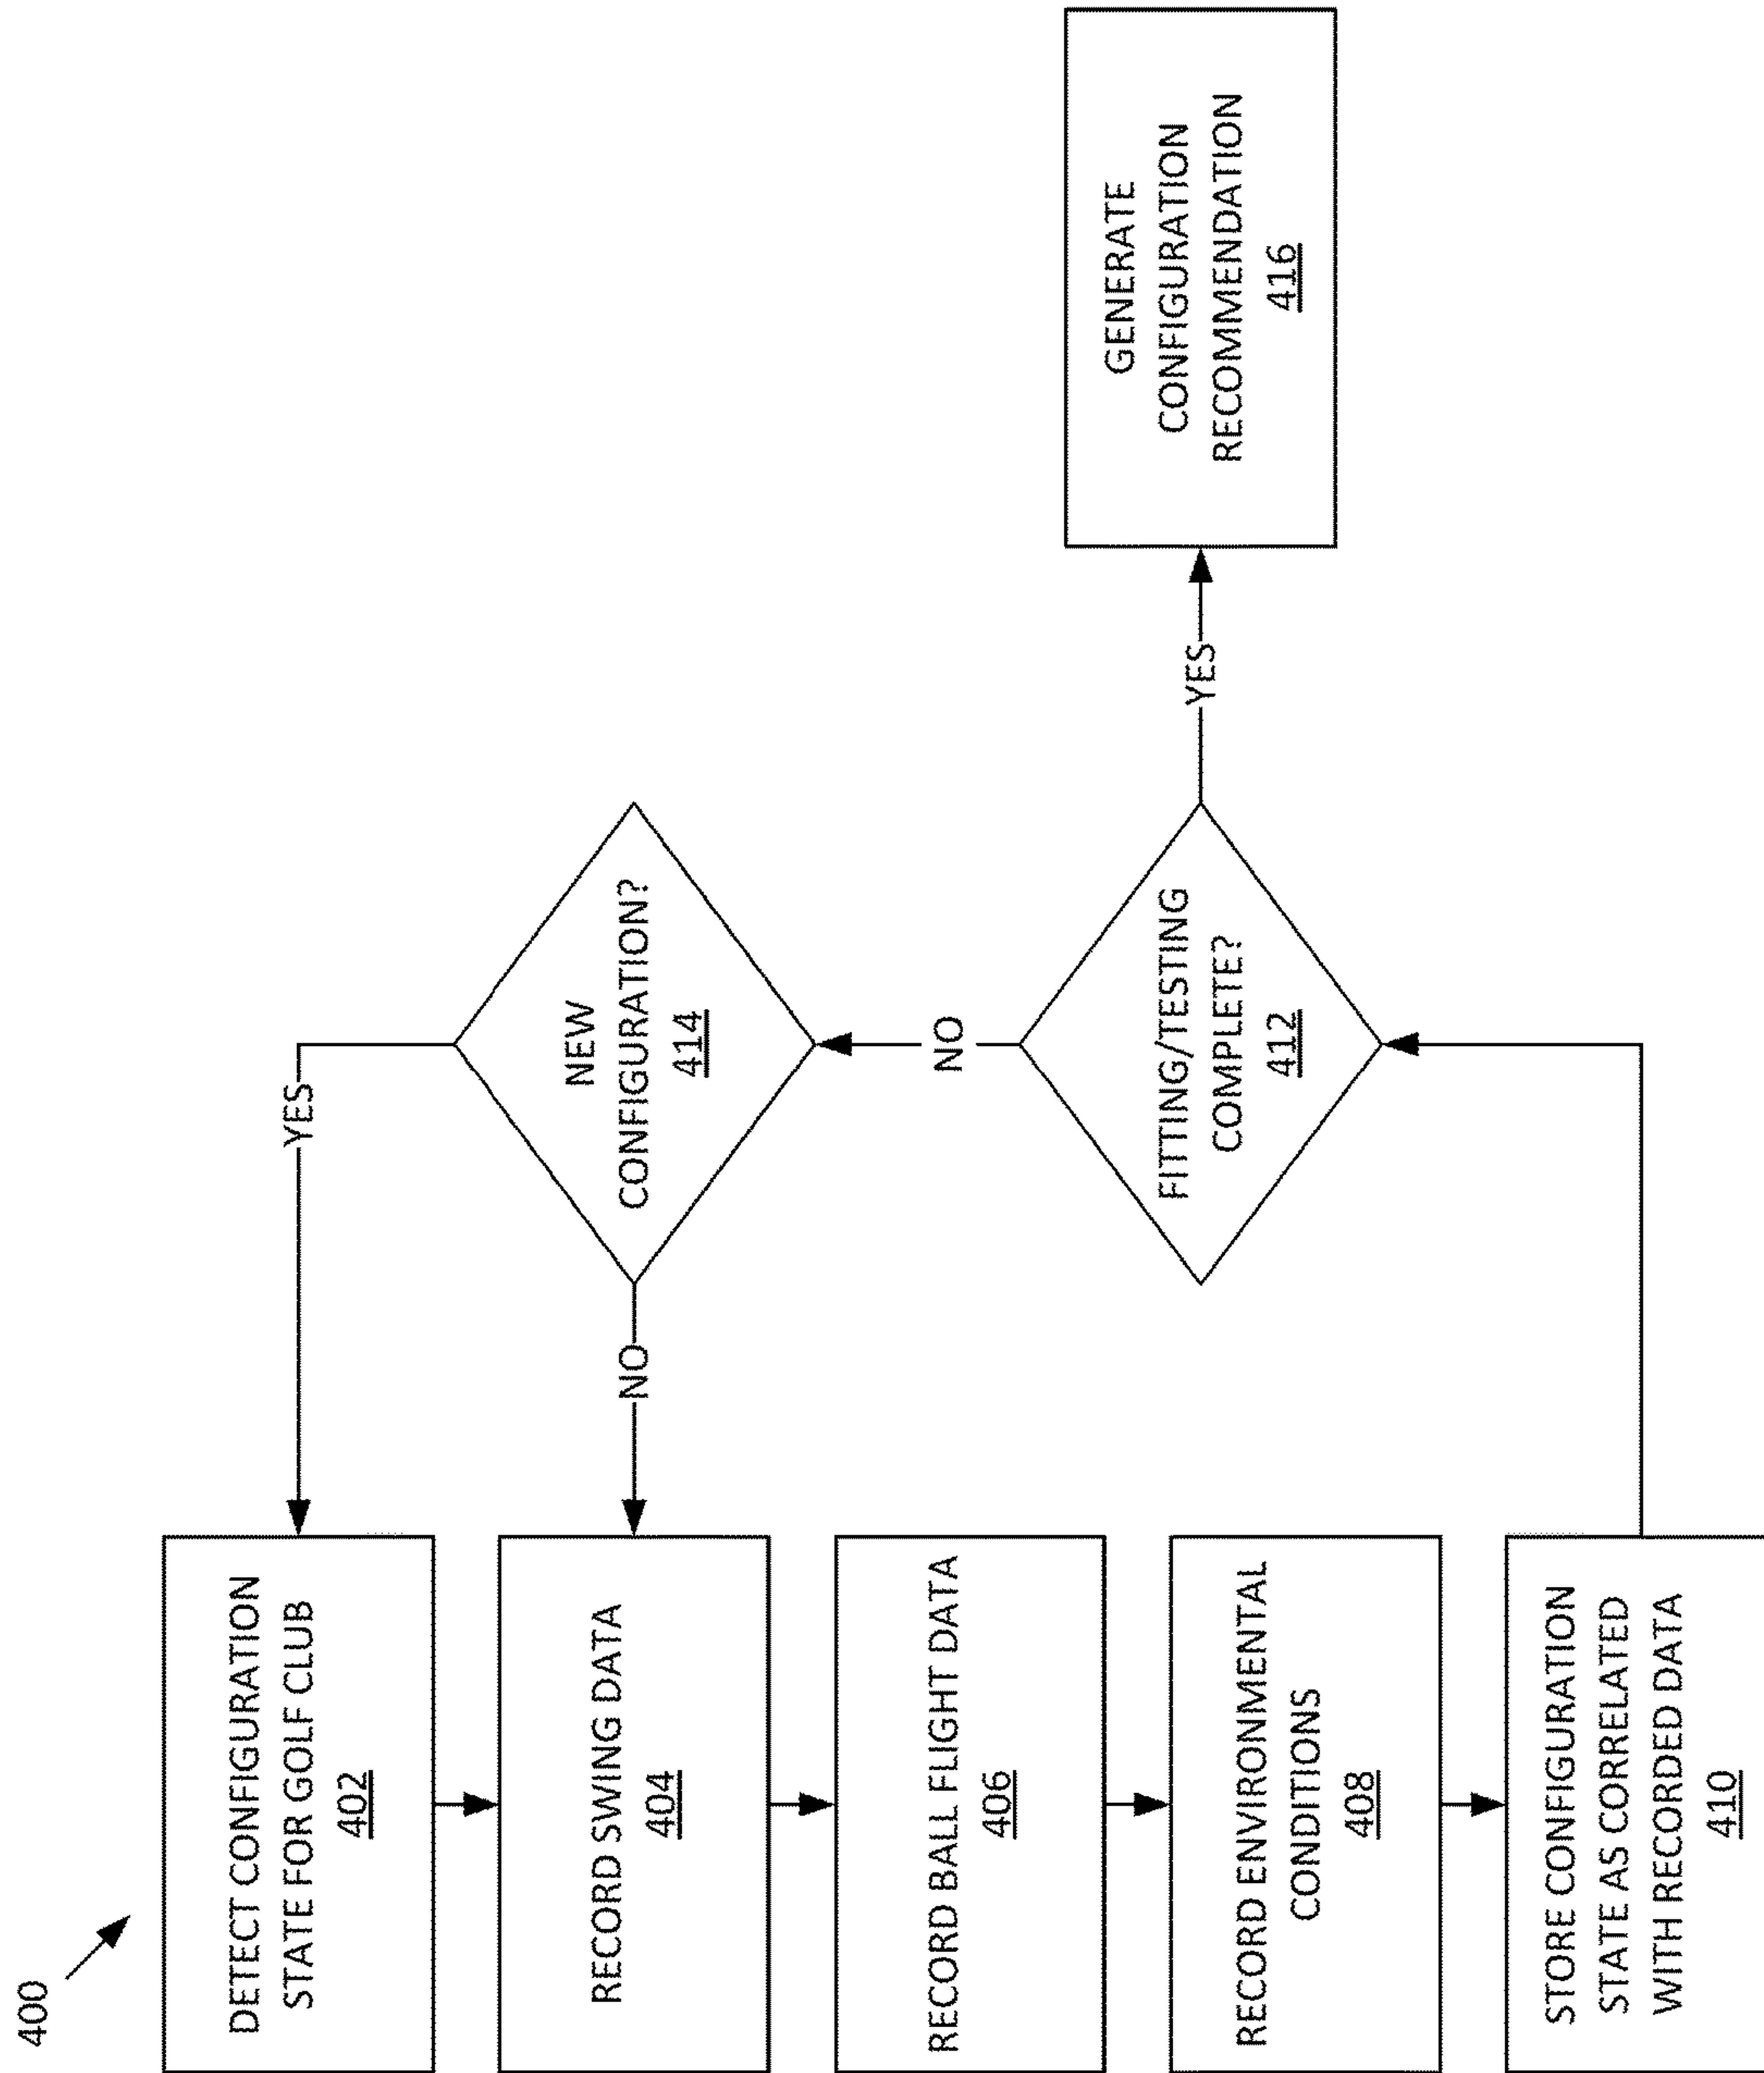 400
DETECT CONFIGURATION
STATE FOR GOLF CLUB
402
RECORD SWING DATA
404
RECORD BALL FLIGHT DATA
406
RECORD ENVIRONMENTAL
CONDITIONS
408
STORE CONFIGURATION
STATE AS CORRELATED
WITH RECORDED DATA
410
YES
NO
NEW
CONFIGURATION?
414
NO
FITTING/TESTING
COMPLETE?
412
YES
GENERATE
CONFIGURATION
RECOMMENDATION
416